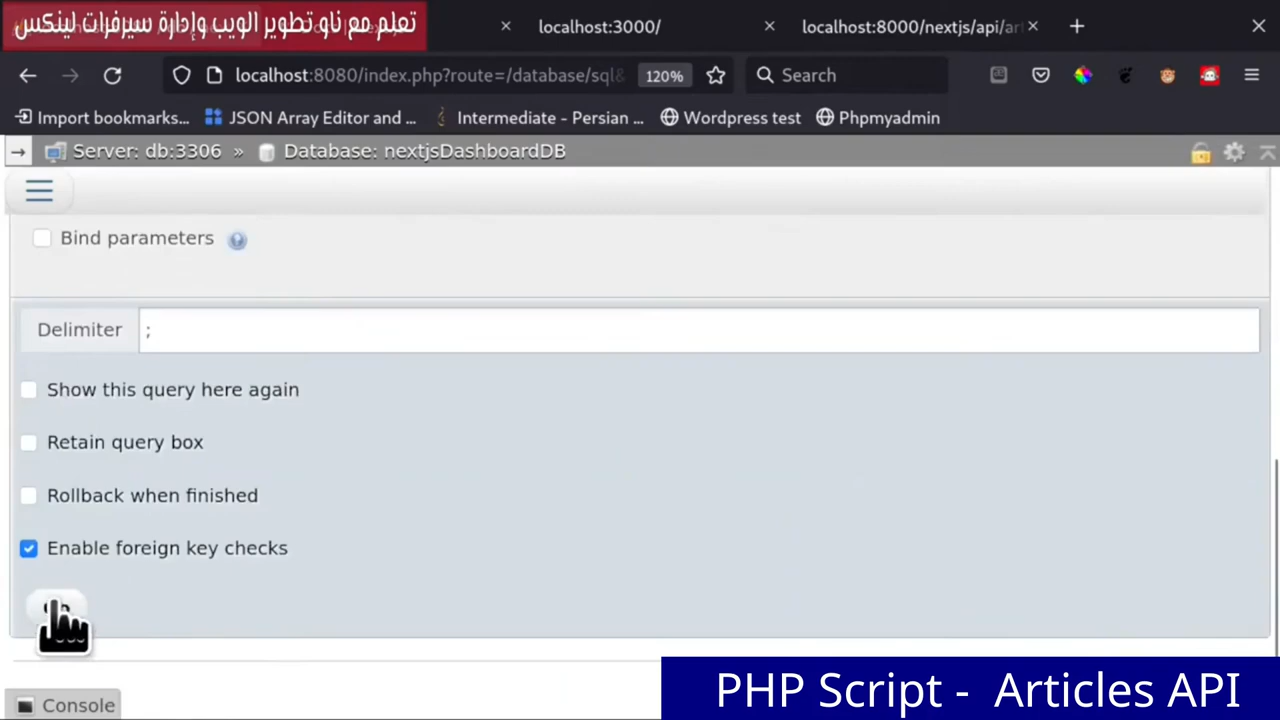 تعلم مع ناو تطوير الويب وإدارة سيرفرات لينكس
localhost:3000/
localhost:8000/nextjs/api/ar
localhost:8080/index.php?route=/database/sql&
120%
Search
Import bookmarks...
JSON Array Editor and ...
Intermediate - Persian ...
Wordpress test
Phpmyadmin
Server: db:3306 » Database: nextjsDashboardDB
Bind parameters
Delimiter
;
Show this query here again
Retain query box
Rollback when finished
Enable foreign key checks
Console
PHP Script - Articles API